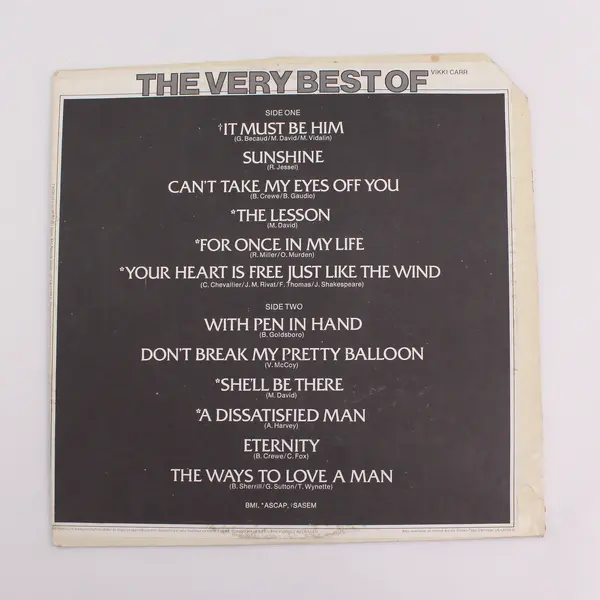 THE VERY BEST OF VIKKI CARR
SIDE ONE
†IT MUST BE HIM
(G. Becaud/M. David/M. Vidalin)
SUNSHINE
(R. Jessel)
CAN'T TAKE MY EYES OFF YOU
(B. Crewe/B. Gaudio)
*THE LESSON
(M. David)
*FOR ONCE IN MY LIFE
(R. Miller/O. Murden)
*YOUR HEART IS FREE JUST LIKE THE WIND
(C. Chevallier/J. M. Rivat/F. Thomas/J. Shakespeare)
SIDE TWO
WITH PEN IN HAND
(B. Goldsboro)
DON'T BREAK MY PRETTY BALLOON
(V. McCoy)
*SHE'LL BE THERE
(M. David)
*A DISSATISFIED MAN
(A. Harvey)
ETERNITY
(B. Crewe/C. Fox)
THE WAYS TO LOVE A MAN
(B. Sherrill/G. Sutton/T. Wynette)
BMI, *ASCAP, †SASEM